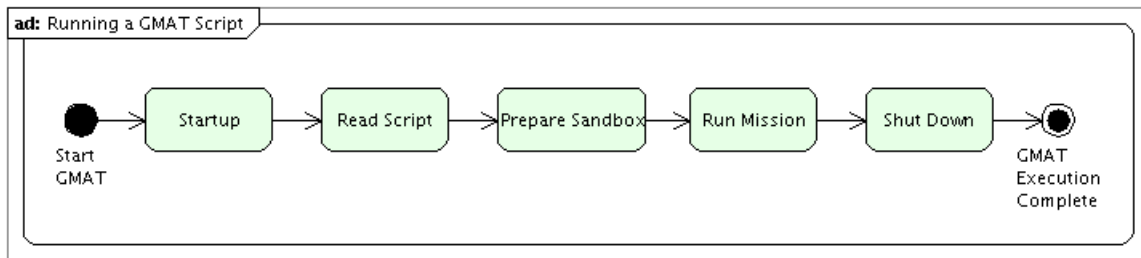 ad: Running a GMAT Script
Startup
Read Script
Prepare Sandbox
Run Mission
Shut Down
Start
GMAT
GMAT
Execution
Complete